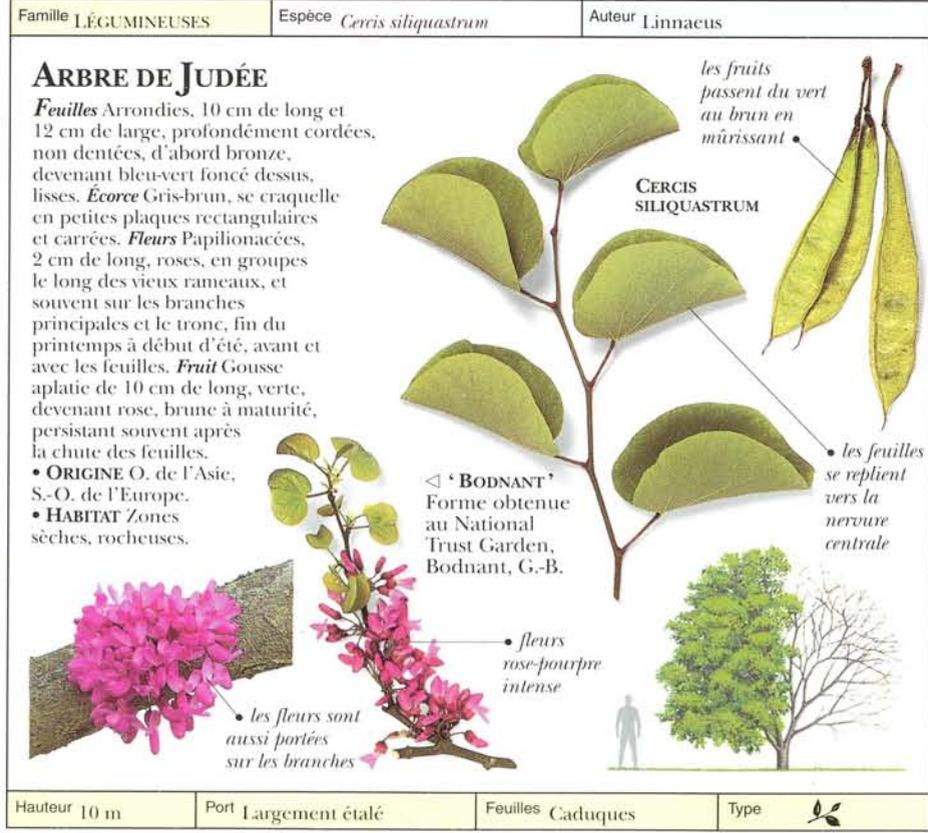 Famille LÉGUMINEUSES
Espèce Cercis siliquastrum
Auteur Linnaeus
ARBRE DE JUDÉE
Feuilles Arrondies, 10 cm de long et
12 cm de large, profondément cordées,
non dentées, d'abord bronze,
devenant bleu-vert foncé dessus,
lisses. Écorce Gris-brun, se craquelle
en petites plaques rectangulaires
et carrées. Fleurs Papilionacées,
2 cm de long, roses, en groupes
le long des vieux rameaux, et
souvent sur les branches
principales et le tronc, fin du
printemps à début d'été, avant et
avec les feuilles. Fruit Gousse
aplatie de 10 cm de long, verte,
devenant rose, brune à maturité,
persistant souvent après
la chute des feuilles.
• ORIGINE O. de l'Asie,
S.-O. de l'Europe.
• HABITAT Zones
sèches, rocheuses.
les fruits
passent du vert
au brun en
mûrissant •
CERCIS
SILIQUASTRUM
• les feuilles
se replient
vers la
nervure
centrale
◁ ‘BODNANT’
Forme obtenue
au National
Trust Garden,
Bodnant, G.-B.
• fleurs
rose-pourpre
intense
• les fleurs sont
aussi portées
sur les branches
Hauteur 10 m
Port Largement étalé
Feuilles Caduques
Type